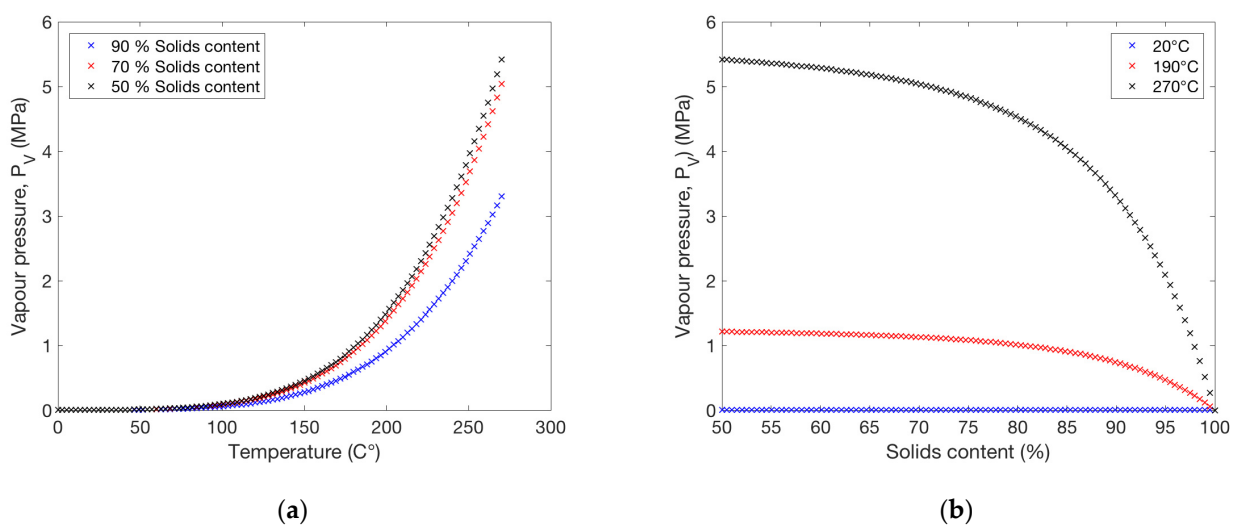 6
5
4
3
2
1
0
Vapour pressure, P_V (MPa)
90 % Solids content
70 % Solids content
50 % Solids content
0 50 100 150 200 250 300
Temperature (C°)
(a)
6
5
4
3
2
1
0
Vapour pressure, P_V) (MPa)
20°C
190°C
270°C
50 55 60 65 70 75 80 85 90 95 100
Solids content (%)
(b)